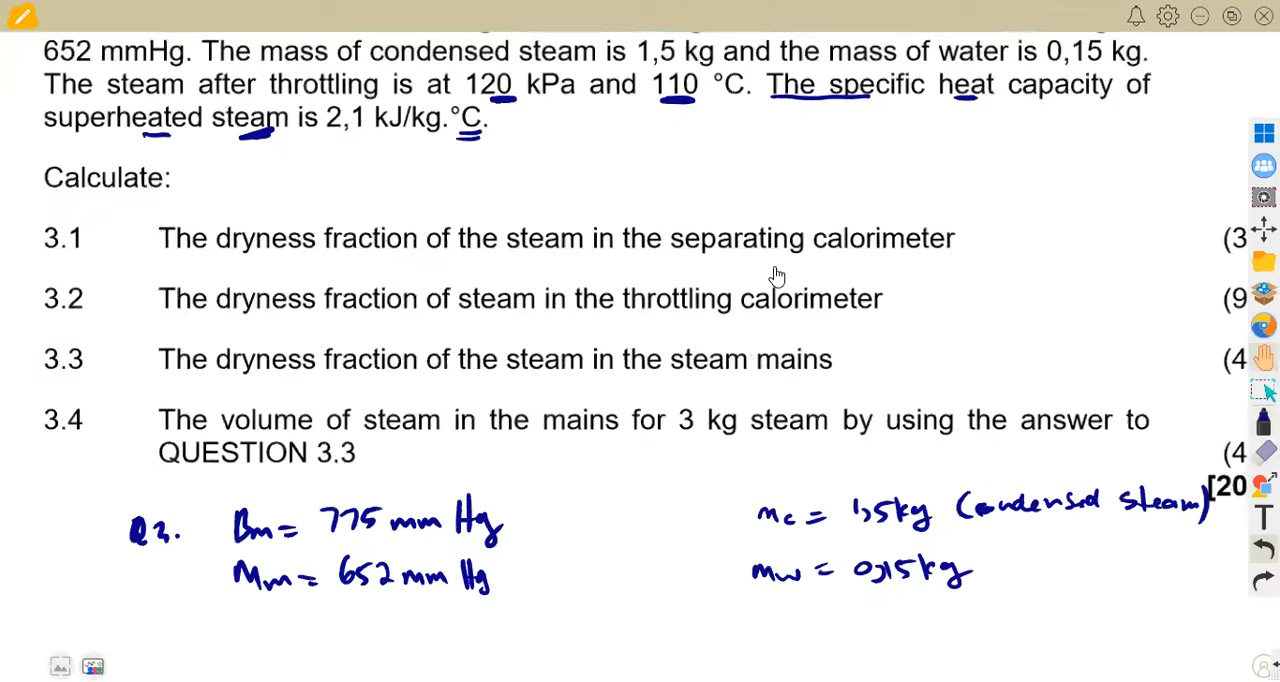 652 mmHg. The mass of condensed steam is 1,5 kg and the mass of water is 0,15 kg.
The steam after throttling is at 120 kPa and 110 °C. The specific heat capacity of
superheated steam is 2,1 kJ/kg.°C.
Calculate:
3.1 The dryness fraction of the steam in the separating calorimeter (3
3.2 The dryness fraction of steam in the throttling calorimeter (9
3.3 The dryness fraction of the steam in the steam mains (4
3.4 The volume of steam in the mains for 3 kg steam by using the answer to
QUESTION 3.3 (4
[20
Q3. Bm = 775 mm Hg mc = 1,5kg (condensed steam)
Mm = 652 mm Hg mw = 0,15kg
T